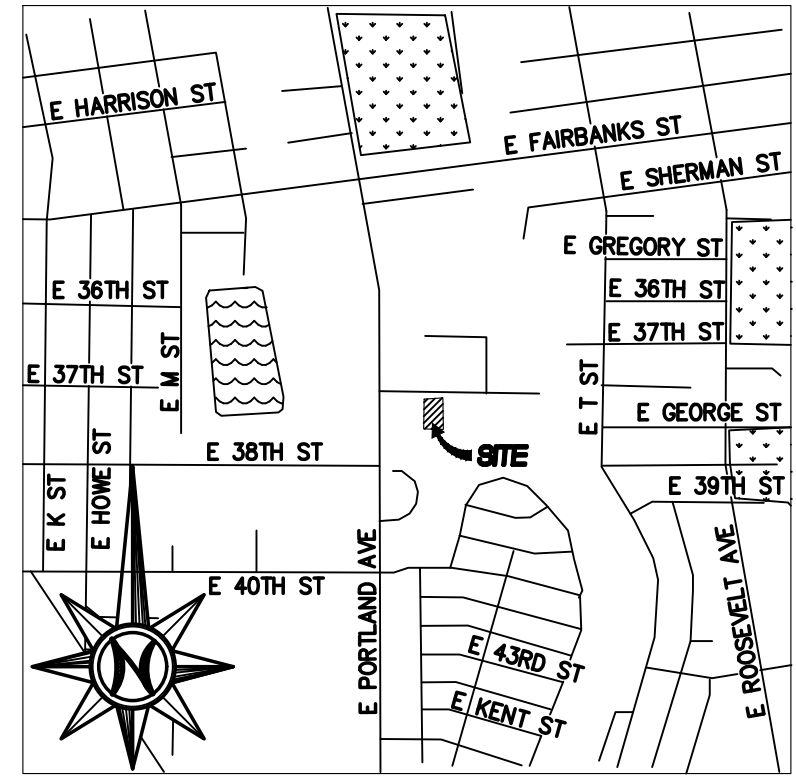 E HARRISON ST
E FAIRBANKS ST
E SHERMAN ST
E GREGORY ST
E 36TH ST
E 36TH ST
E 37TH ST
E M ST
E 37TH ST
E T ST
E GEORGE ST
E HOWE ST
E 38TH ST
SITE
E K ST
E 39TH ST
E PORTLAND AVE
E ROOSEVELT AVE
E 40TH ST
N
E 43RD ST
E KENT ST